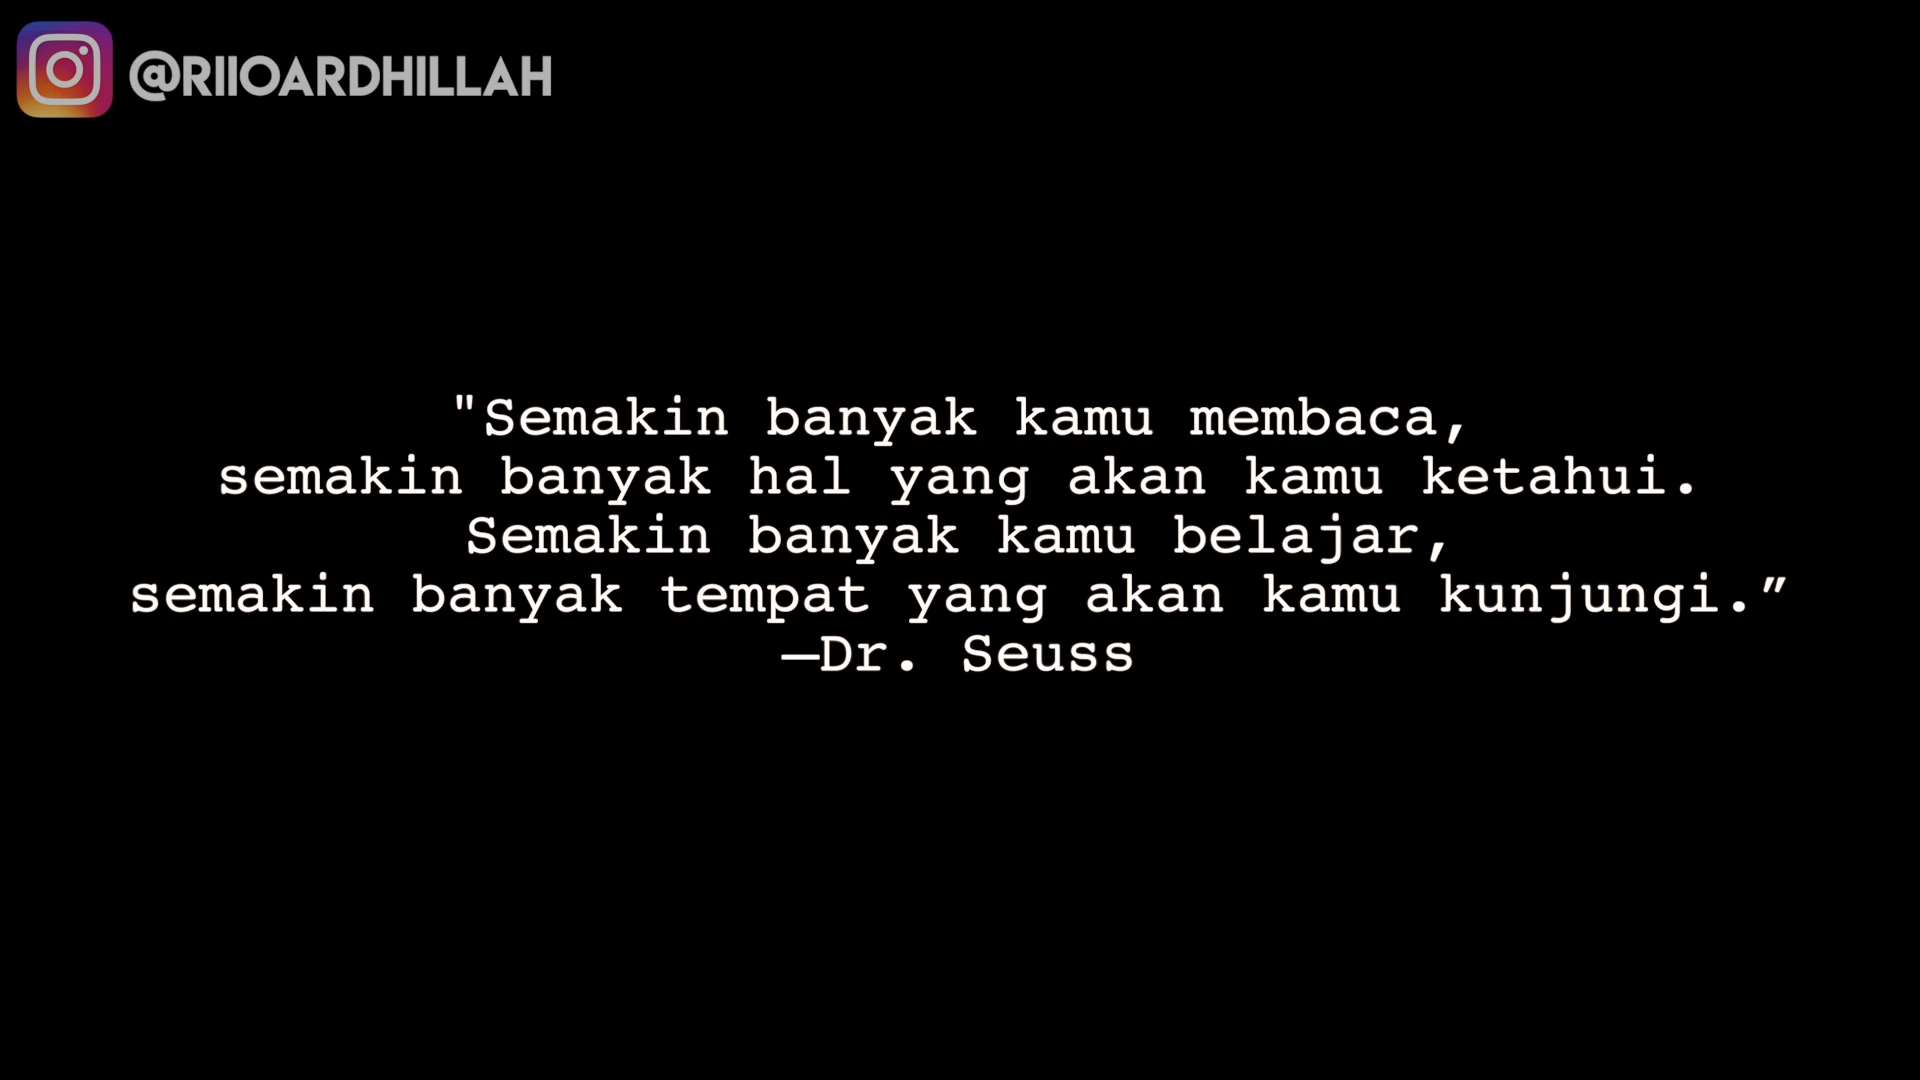 @RIIOARDHILLAH
"Semakin banyak kamu membaca,
semakin banyak hal yang akan kamu ketahui.
Semakin banyak kamu belajar,
semakin banyak tempat yang akan kamu kunjungi.”
—Dr. Seuss